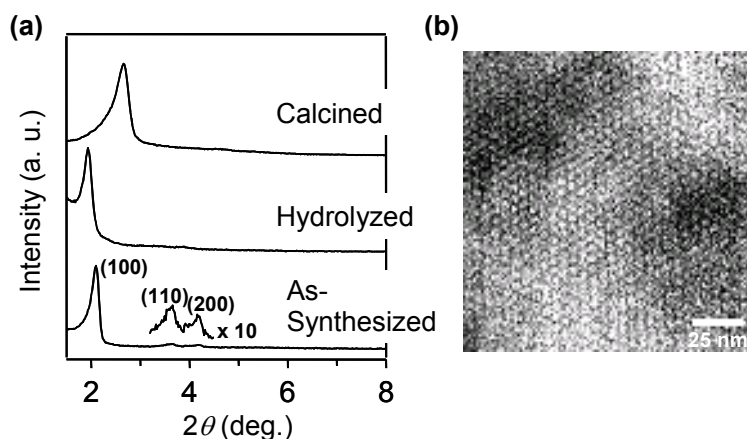 (a)
Intensity (a. u.)
Calcined
Hydrolyzed
(100)
(110) (200)
x 10
As-
Synthesized
2 4 6 8
2θ (deg.)
(b)
25 nm